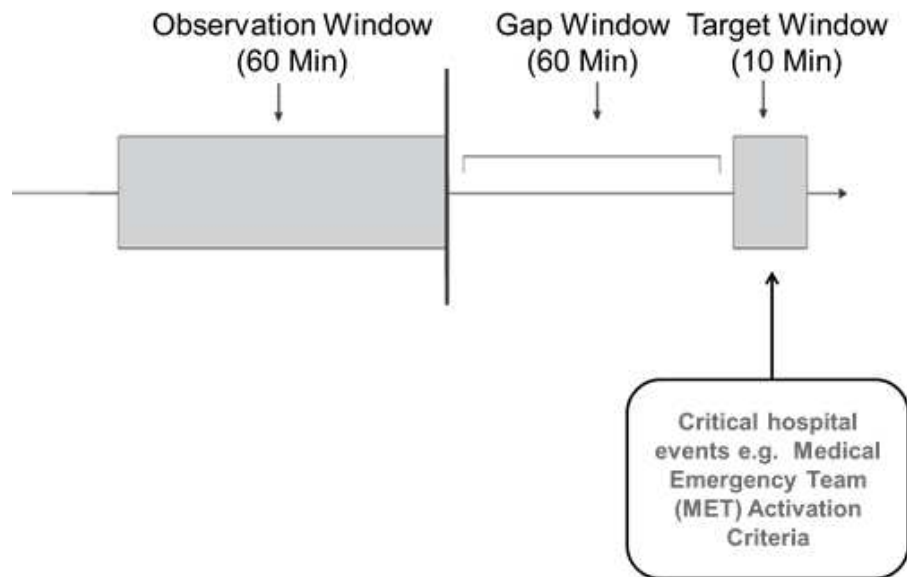 Observation Window
(60 Min)
Gap Window
(60 Min)
Target Window
(10 Min)
Critical hospital
events e.g. Medical
Emergency Team
(MET) Activation
Criteria